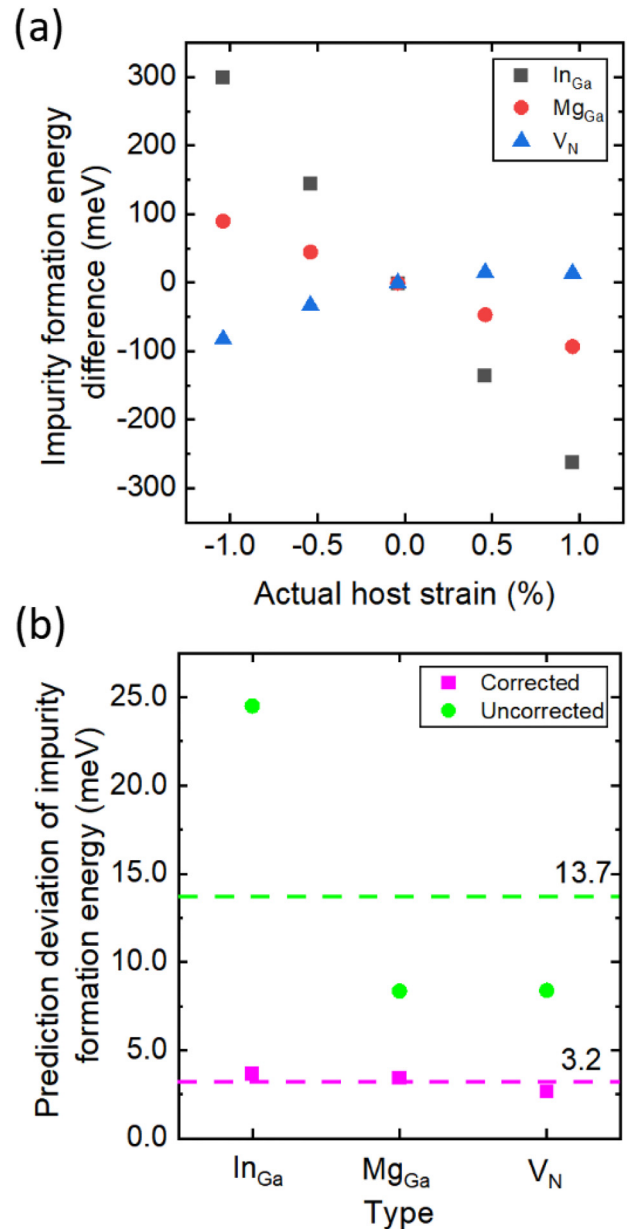 (a)
Impurity formation energy
difference (meV)
300
200
100
0
-100
-200
-300
In_Ga
Mg_Ga
V_N
-1.0 -0.5 0.0 0.5 1.0
Actual host strain (%)
(b)
Prediction deviation of impurity
formation energy (meV)
25.0
20.0
15.0
10.0
5.0
0.0
Corrected
Uncorrected
13.7
3.2
In_Ga Mg_Ga V_N
Type